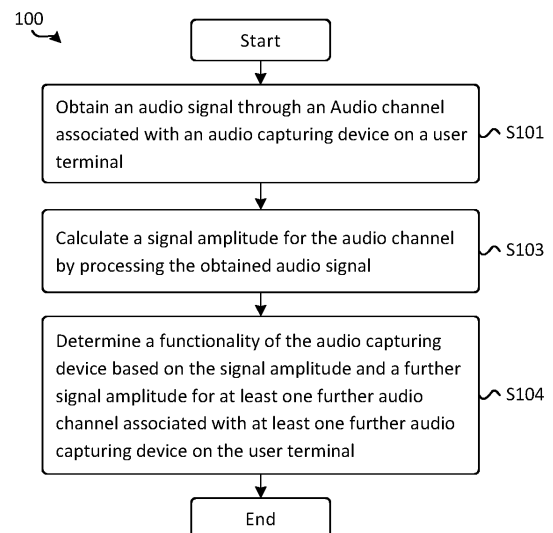 100
Start
Obtain an audio signal through an Audio channel
associated with an audio capturing device on a user
terminal
S101
Calculate a signal amplitude for the audio channel
by processing the obtained audio signal
S103
Determine a functionality of the audio capturing
device based on the signal amplitude and a further
signal amplitude for at least one further audio
channel associated with at least one further audio
capturing device on the user terminal
S104
End